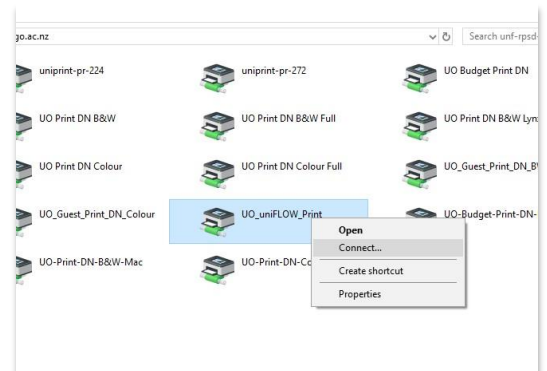 go.ac.nz
Search unf-rpsd-
uniprint-pr-224
uniprint-pr-272
UO Budget Print DN
UO Print DN B&W
UO Print DN B&W Full
UO Print DN B&W Lyn
UO Print DN Colour
UO Print DN Colour Full
UO_Guest_Print_DN_B
UO_Guest_Print_DN_Colour
UO_uniFLOW_Print
UO-Budget-Print-DN-
Open
Connect...
UO-Print-DN-B&W-Mac
UO-Print-DN-Co
Create shortcut
Properties